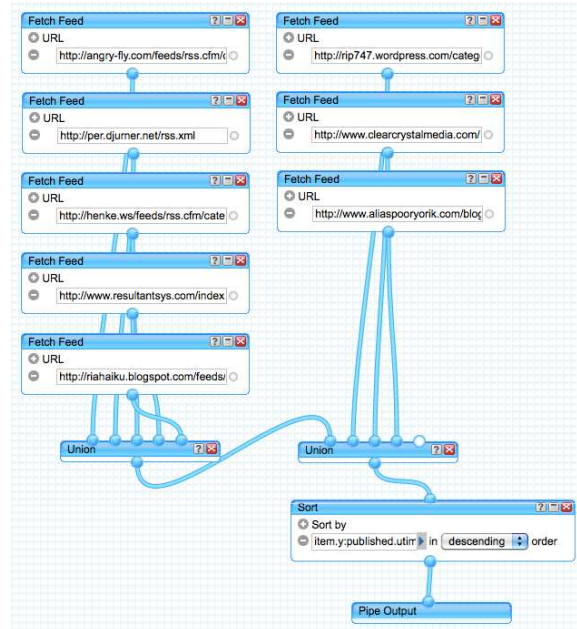 Fetch Feed
URL
http://angry-fly.com/feeds/rss.cfm/
Fetch Feed
URL
http://per.djurner.net/rss.xml
Fetch Feed
URL
http://henke.ws/feeds/rss.cfm/cate
Fetch Feed
URL
http://www.resultantsys.com/index
Fetch Feed
URL
http://riahaiku.blogspot.com/feeds/
Union
Fetch Feed
URL
http://rip747.wordpress.com/categ
Fetch Feed
URL
http://www.clearcrystalmedia.com/
Fetch Feed
URL
http://www.aliaspooryorik.com/blog
Union
Sort
Sort by
item.y:published.utim in descending order
Pipe Output